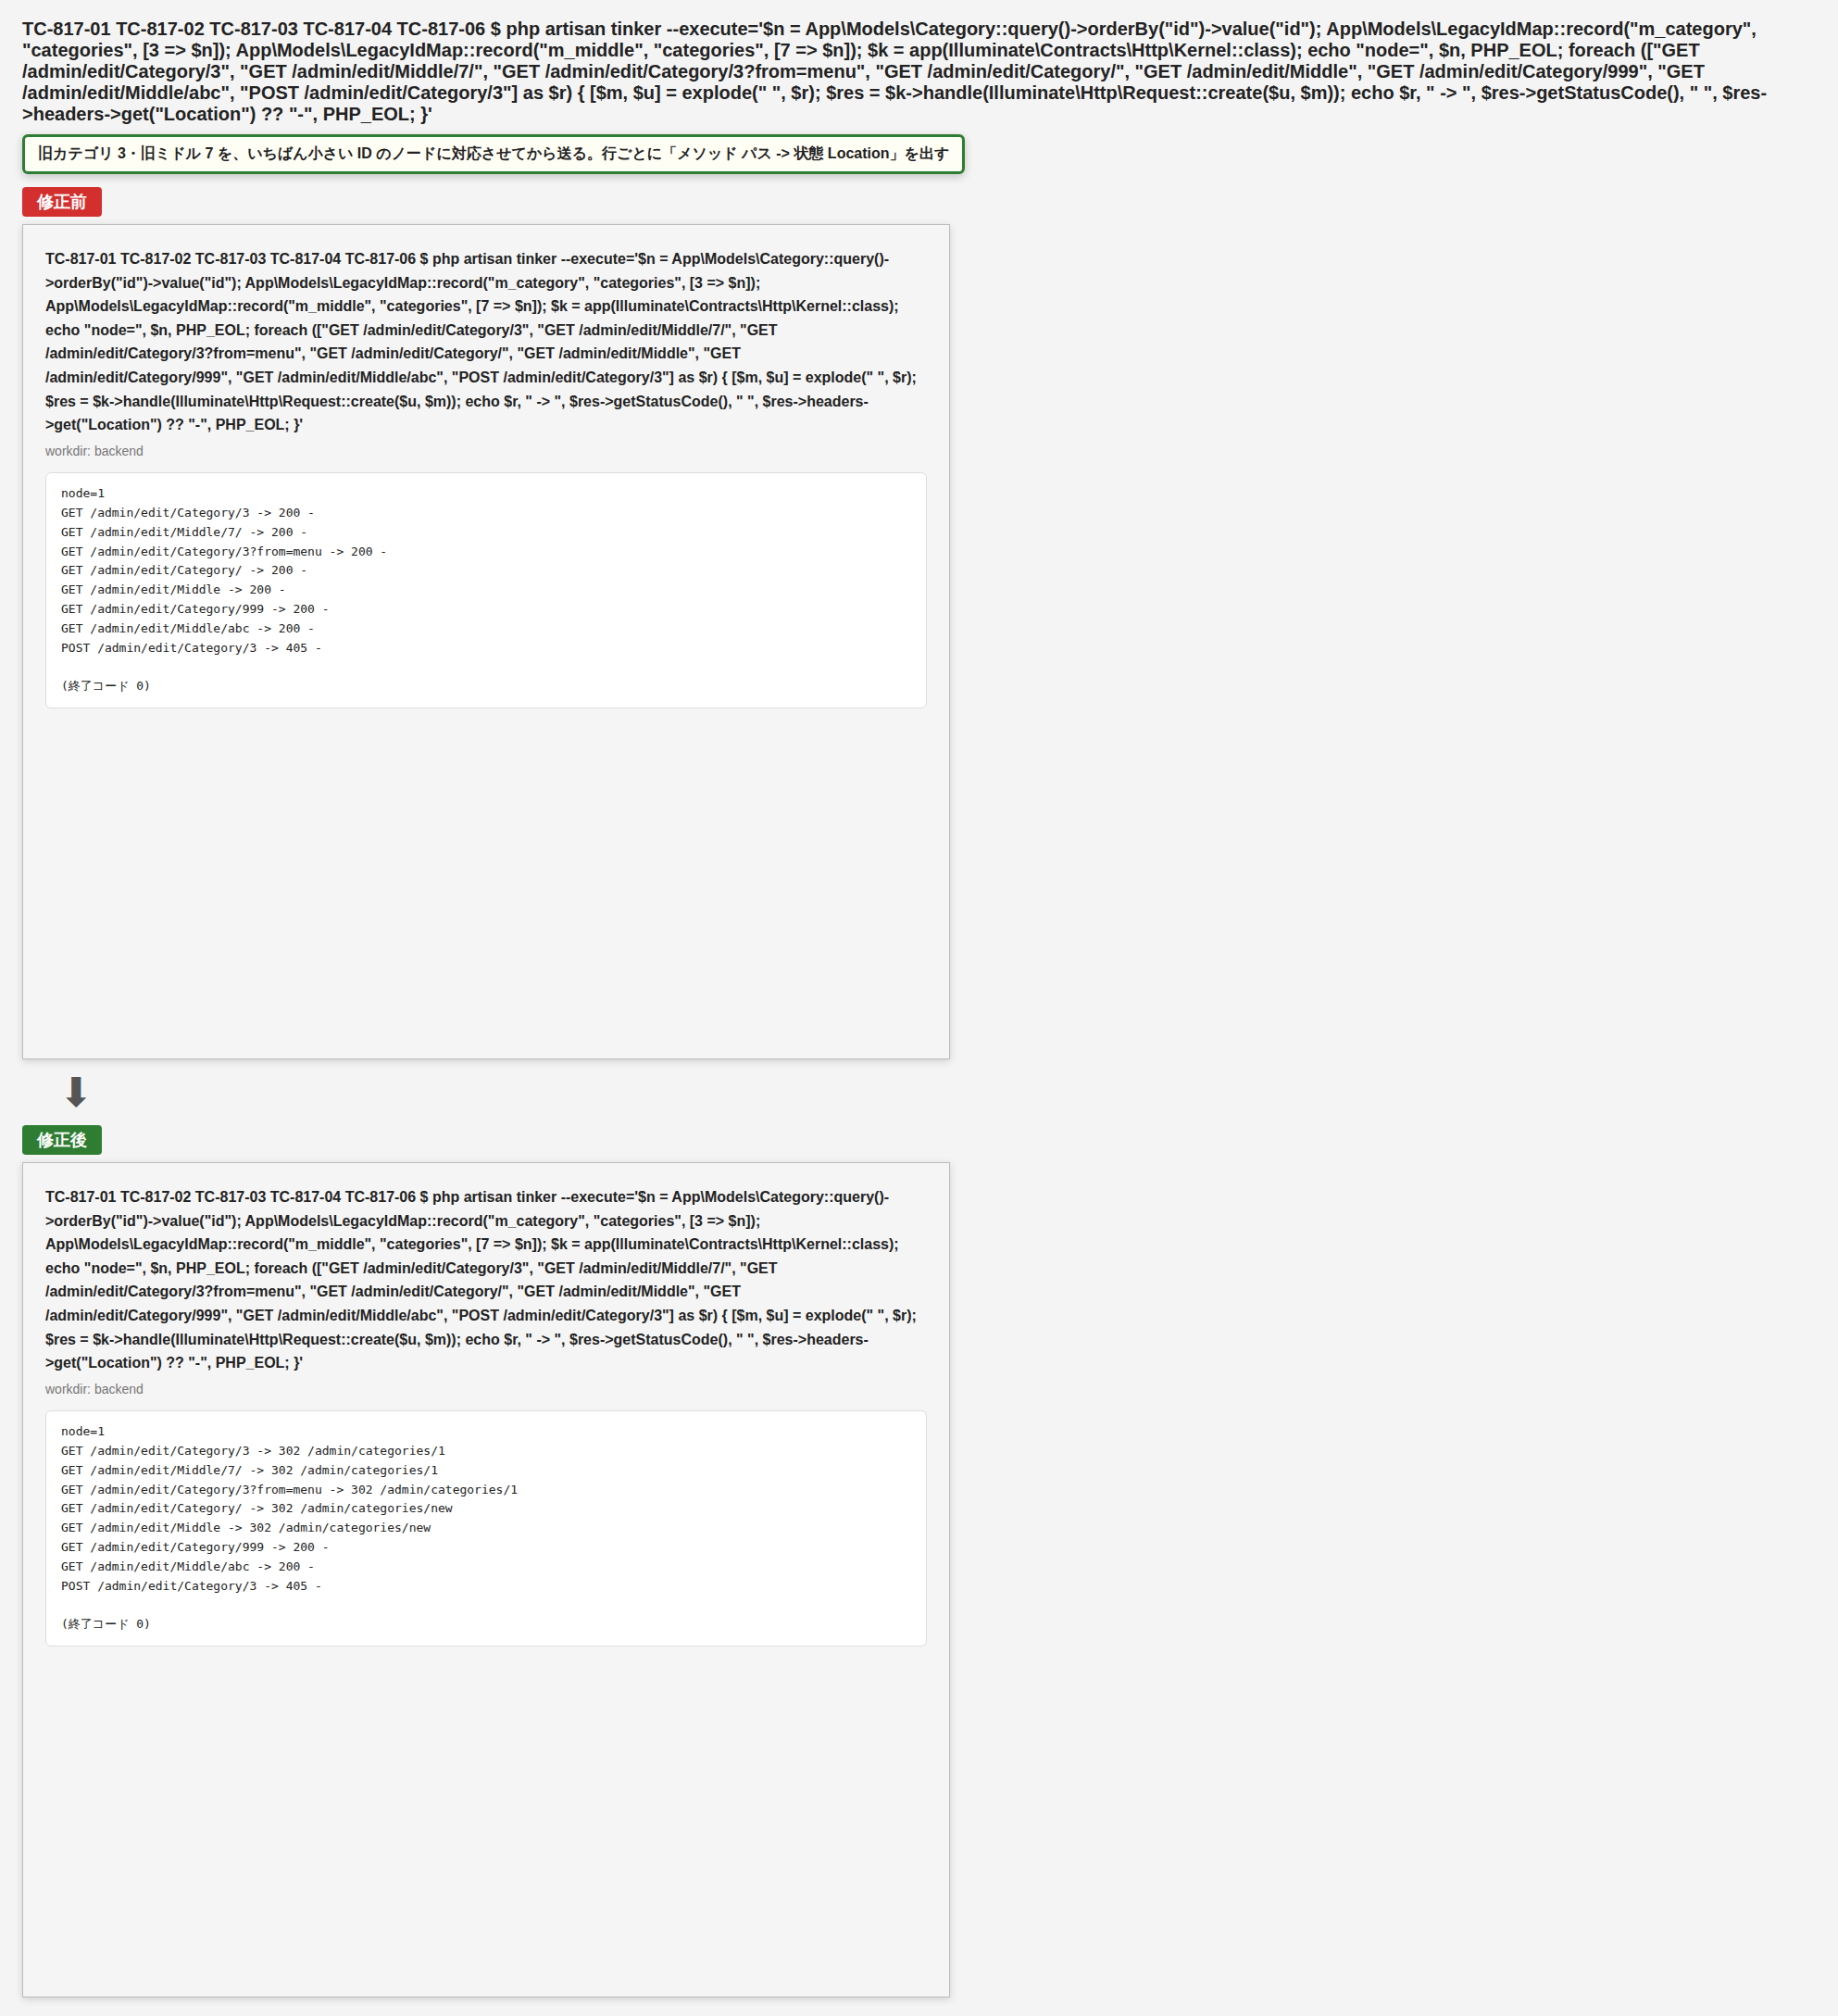 TC-817-01 TC-817-02 TC-817-03 TC-817-04 TC-817-06 $ php artisan tinker --execute='$n = App\Models\Category::query()->orderBy("id")->value("id"); App\Models\LegacyIdMap::record("m_category",
"categories", [3 => $n]); App\Models\LegacyIdMap::record("m_middle", "categories", [7 => $n]); $k = app(Illuminate\Contracts\Http\Kernel::class); echo "node=", $n, PHP_EOL; foreach (["GET
/admin/edit/Category/3", "GET /admin/edit/Middle/7/", "GET /admin/edit/Category/3?from=menu", "GET /admin/edit/Category/", "GET /admin/edit/Middle", "GET /admin/edit/Category/999", "GET
/admin/edit/Middle/abc", "POST /admin/edit/Category/3"] as $r) { [$m, $u] = explode(" ", $r); $res = $k->handle(Illuminate\Http\Request::create($u, $m)); echo $r, " -> ", $res->getStatusCode(), " ", $res-
>headers->get("Location") ?? "-", PHP_EOL; }'
旧カテゴリ 3・旧ミドル 7 を、いちばん小さい ID のノードに対応させてから送る。行ごとに「メソッド パス -> 状態 Location」を出す
修正前
TC-817-01 TC-817-02 TC-817-03 TC-817-04 TC-817-06 $ php artisan tinker --execute='$n = App\Models\Category::query()-
>orderBy("id")->value("id"); App\Models\LegacyIdMap::record("m_category", "categories", [3 => $n]);
App\Models\LegacyIdMap::record("m_middle", "categories", [7 => $n]); $k = app(Illuminate\Contracts\Http\Kernel::class);
echo "node=", $n, PHP_EOL; foreach (["GET /admin/edit/Category/3", "GET /admin/edit/Middle/7/", "GET
/admin/edit/Category/3?from=menu", "GET /admin/edit/Category/", "GET /admin/edit/Middle", "GET
/admin/edit/Category/999", "GET /admin/edit/Middle/abc", "POST /admin/edit/Category/3"] as $r) { [$m, $u] = explode(" ", $r);
$res = $k->handle(Illuminate\Http\Request::create($u, $m)); echo $r, " -> ", $res->getStatusCode(), " ", $res->headers-
>get("Location") ?? "-", PHP_EOL; }'
workdir: backend
node=1
GET /admin/edit/Category/3 -> 200 -
GET /admin/edit/Middle/7/ -> 200 -
GET /admin/edit/Category/3?from=menu -> 200 -
GET /admin/edit/Category/ -> 200 -
GET /admin/edit/Middle -> 200 -
GET /admin/edit/Category/999 -> 200 -
GET /admin/edit/Middle/abc -> 200 -
POST /admin/edit/Category/3 -> 405 -
(終了コード 0)
⬇
修正後
TC-817-01 TC-817-02 TC-817-03 TC-817-04 TC-817-06 $ php artisan tinker --execute='$n = App\Models\Category::query()-
>orderBy("id")->value("id"); App\Models\LegacyIdMap::record("m_category", "categories", [3 => $n]);
App\Models\LegacyIdMap::record("m_middle", "categories", [7 => $n]); $k = app(Illuminate\Contracts\Http\Kernel::class);
echo "node=", $n, PHP_EOL; foreach (["GET /admin/edit/Category/3", "GET /admin/edit/Middle/7/", "GET
/admin/edit/Category/3?from=menu", "GET /admin/edit/Category/", "GET /admin/edit/Middle", "GET
/admin/edit/Category/999", "GET /admin/edit/Middle/abc", "POST /admin/edit/Category/3"] as $r) { [$m, $u] = explode(" ", $r);
$res = $k->handle(Illuminate\Http\Request::create($u, $m)); echo $r, " -> ", $res->getStatusCode(), " ", $res->headers-
>get("Location") ?? "-", PHP_EOL; }'
workdir: backend
node=1
GET /admin/edit/Category/3 -> 302 /admin/categories/1
GET /admin/edit/Middle/7/ -> 302 /admin/categories/1
GET /admin/edit/Category/3?from=menu -> 302 /admin/categories/1
GET /admin/edit/Category/ -> 302 /admin/categories/new
GET /admin/edit/Middle -> 302 /admin/categories/new
GET /admin/edit/Category/999 -> 200 -
GET /admin/edit/Middle/abc -> 200 -
POST /admin/edit/Category/3 -> 405 -
(終了コード 0)